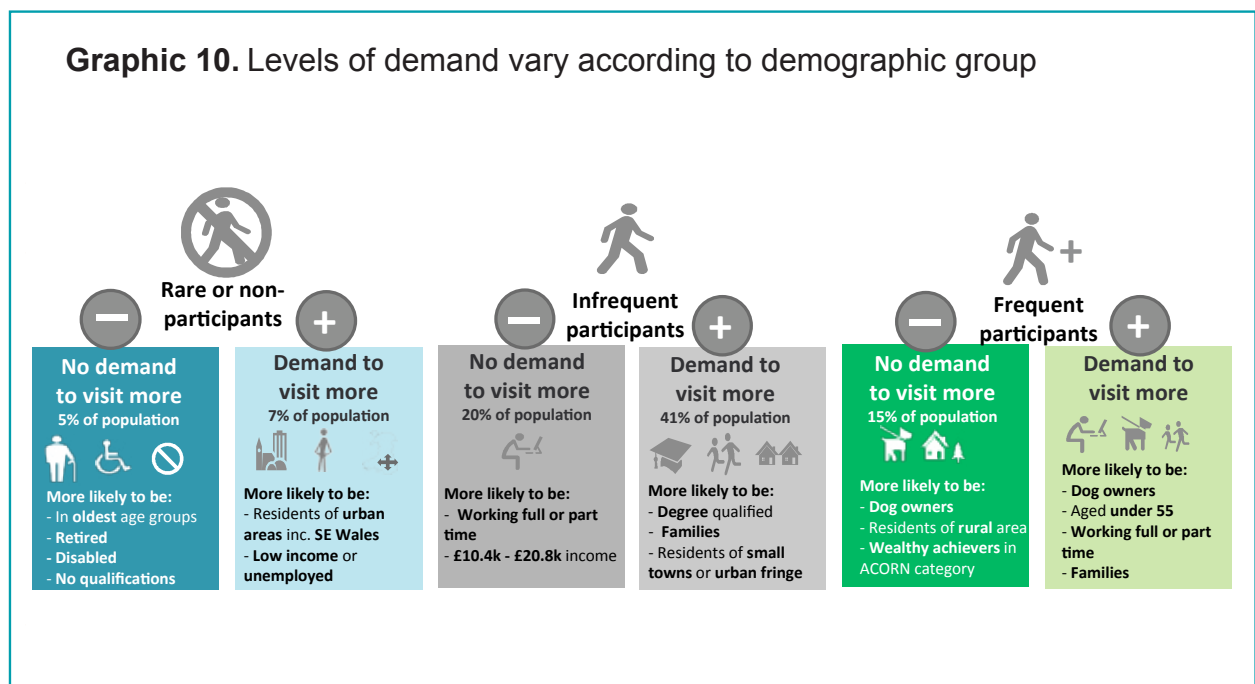 Graphic 10. Levels of demand vary according to demographic group
Rare or non-
participants
No demand
to visit more
5% of population
More likely to be:
- In oldest age groups
- Retired
- Disabled
- No qualifications
Demand to
visit more
7% of population
More likely to be:
- Residents of urban
areas inc. SE Wales
- Low income or
unemployed
Infrequent
participants
No demand
to visit more
20% of population
More likely to be:
- Working full or part
time
- £10.4k - £20.8k income
Demand to
visit more
41% of population
More likely to be:
- Degree qualified
- Families
- Residents of small
towns or urban fringe
Frequent
participants
No demand
to visit more
15% of population
More likely to be:
- Dog owners
- Residents of rural area
- Wealthy achievers in
ACORN category
Demand to
visit more
More likely to be:
- Dog owners
- Aged under 55
- Working full or part
time
- Families